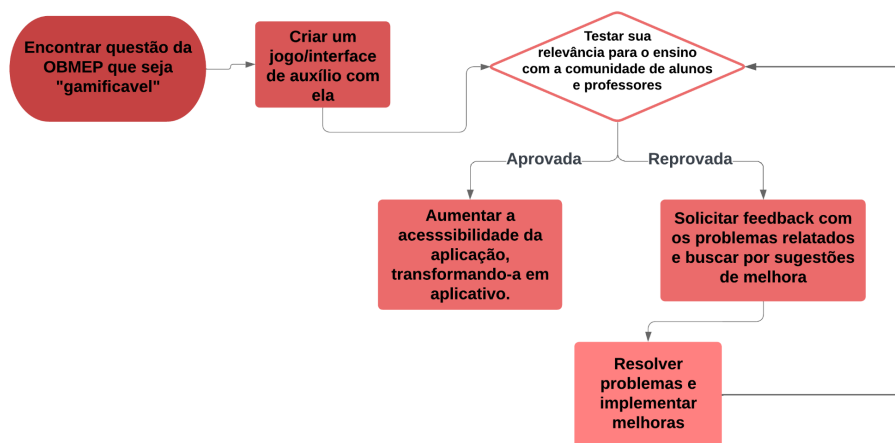 Encontrar questão da
OBMEP que seja
"gamificavel"
Criar um
jogo/interface
de auxílio com
ela
Testar sua
relevância para o ensino
com a comunidade de alunos
e professores
Aprovada
Reprovada
Aumentar a
acesssibilidade da
aplicação,
transformando-a em
aplicativo.
Solicitar feedback com
os problemas relatados
e buscar por sugestões
de melhora
Resolver
problemas e
implementar
melhoras